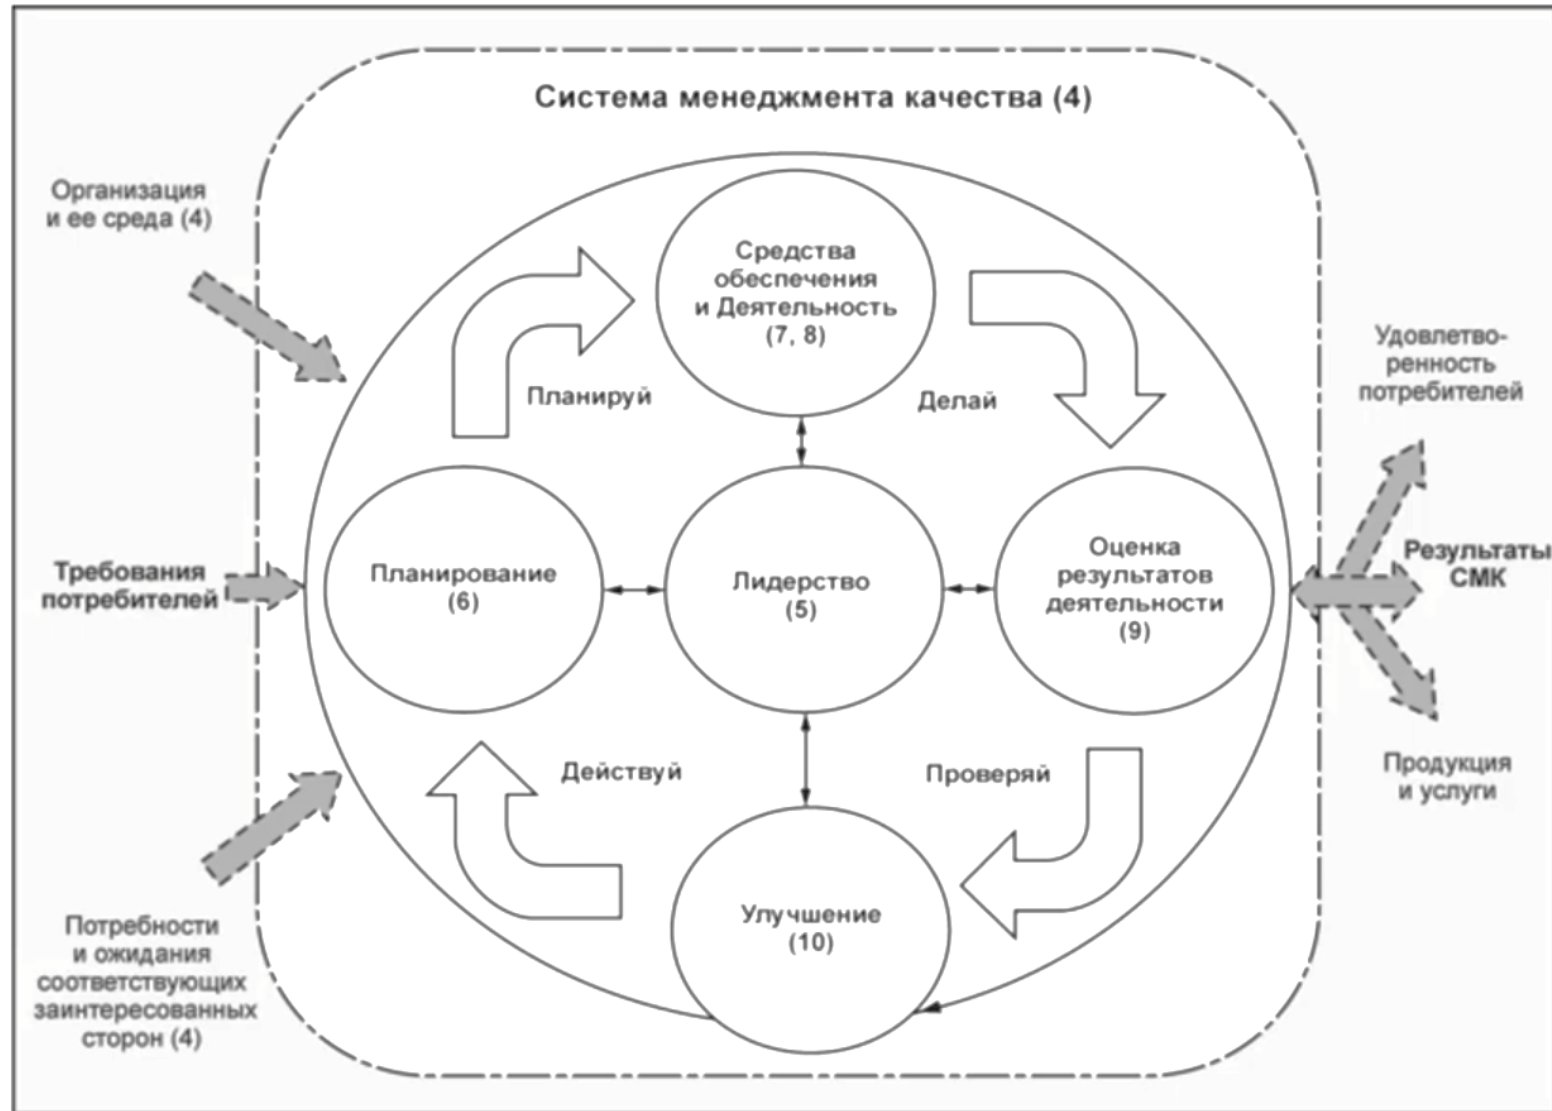 Система менеджмента качества (4)
Организация
и ее среда (4)
Средства
обеспечения
и Деятельность
(7, 8)
Удовлетво-
ренность
потребителей
Планируй
Делай
Требования
потребителей
Планирование
(6)
Лидерство
(5)
Оценка
результатов
деятельности
(9)
Результаты
СМК
Действуй
Проверяй
Продукция
и услуги
Улучшение
(10)
Потребности
и ожидания
соответствующих
заинтересованных
сторон (4)